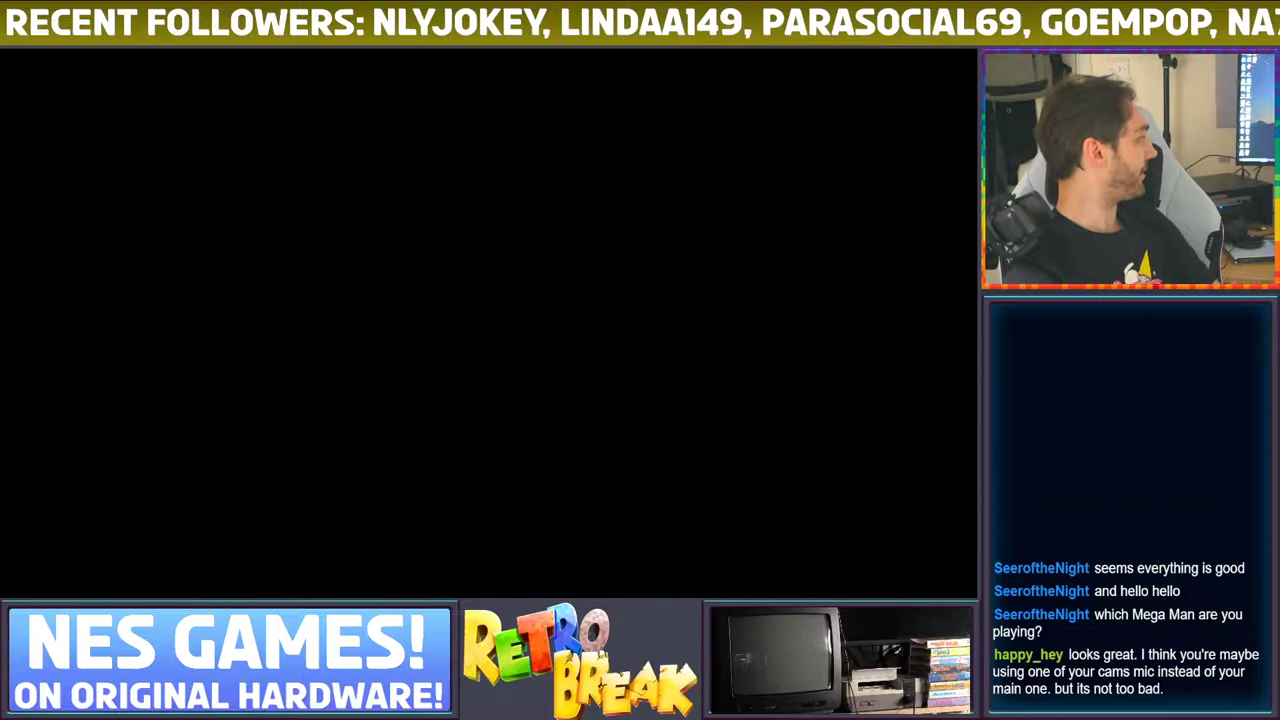 RECENT FOLLOWERS: NLYJOKEY, LINDAA149, PARASOCIAL69, GOEMPOP,
SeeroftheNight seems everything is good
SeeroftheNight and hello hello
SeeroftheNight which Mega Man are you
playing?
happy_hey looks great. I think you're maybe
using one of your cams mic instead of your
main one. but its not too bad.
NES GAMES!
ON ORIGINAL HARDWARE!
RETRO
BREAK